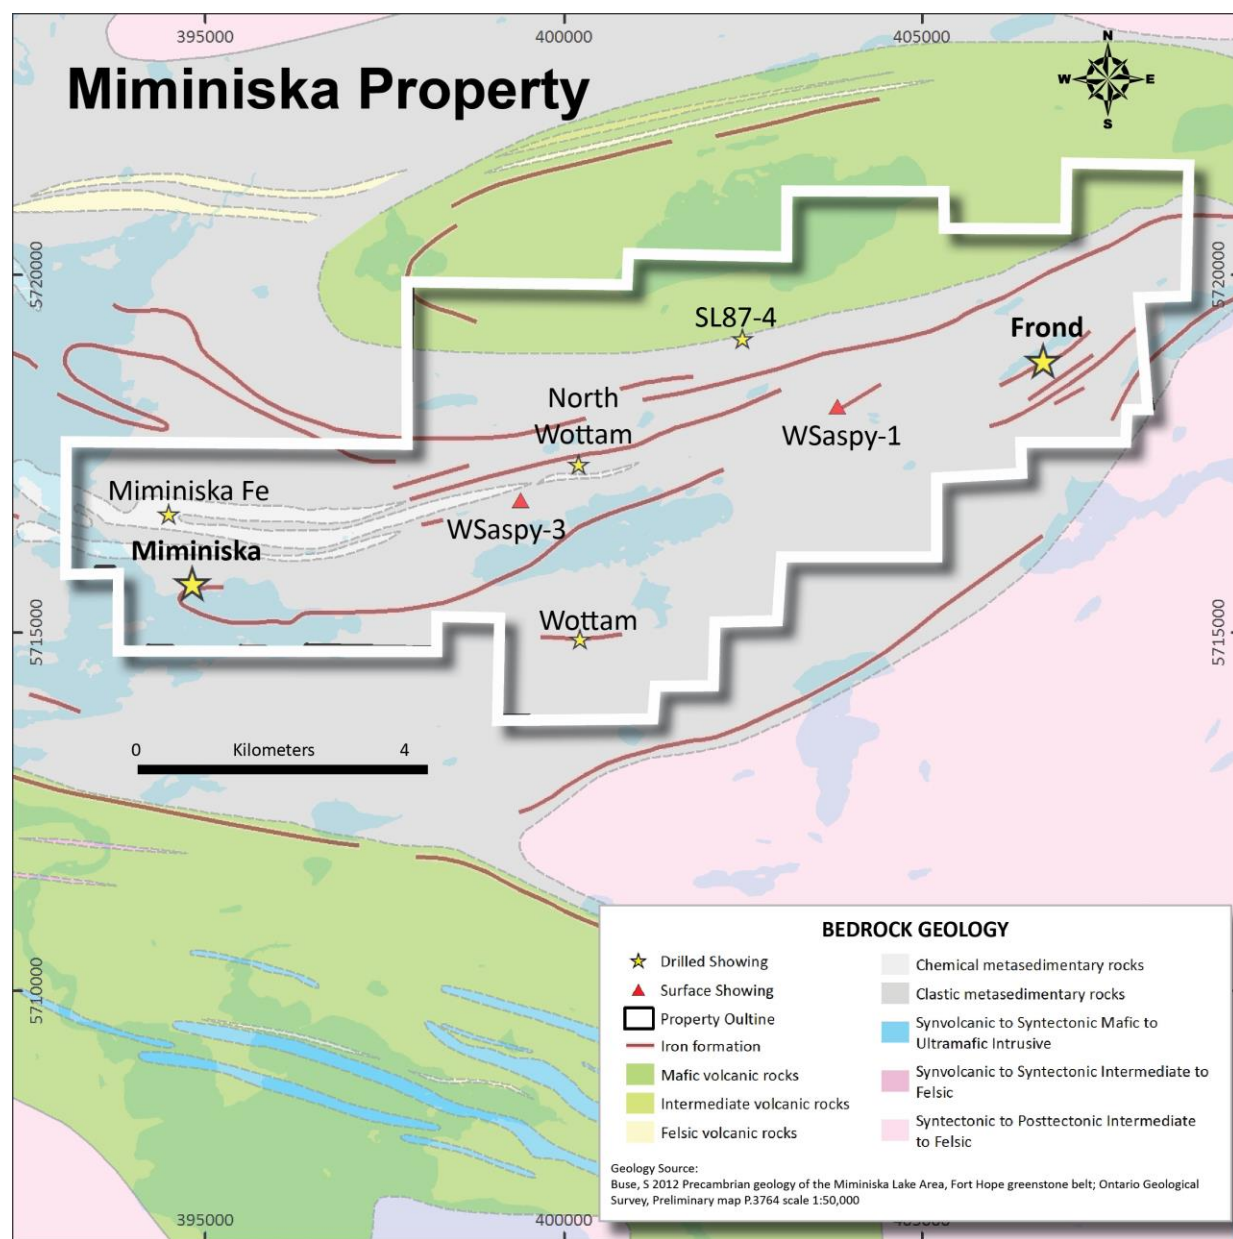 395000 400000 405000
Miminiska Property
N
W E
S
5720000 5720000
SL87-4
Frond
North
Wottam
WSaspy-1
Miminiska Fe
WSaspy-3
Miminiska
Wottam
5715000 5715000
0 Kilometers 4
5710000
BEDROCK GEOLOGY
Drilled Showing
Surface Showing
Property Oultine
Iron formation
Mafic volcanic rocks
Intermediate volcanic rocks
Felsic volcanic rocks
Chemical metasedimentary rocks
Clastic metasedimentary rocks
Synvolcanic to Syntectonic Mafic to
Ultramafic Intrusive
Synvolcanic to Syntectonic Intermediate to
Felsic
Syntectonic to Posttectonic Intermediate
to Felsic
Geology Source:
Buse, S 2012 Precambrian geology of the Miminiska Lake Area, Fort Hope greenstone belt; Ontario Geological
Survey, Preliminary map P.3764 scale 1:50,000
395000 400000 405000